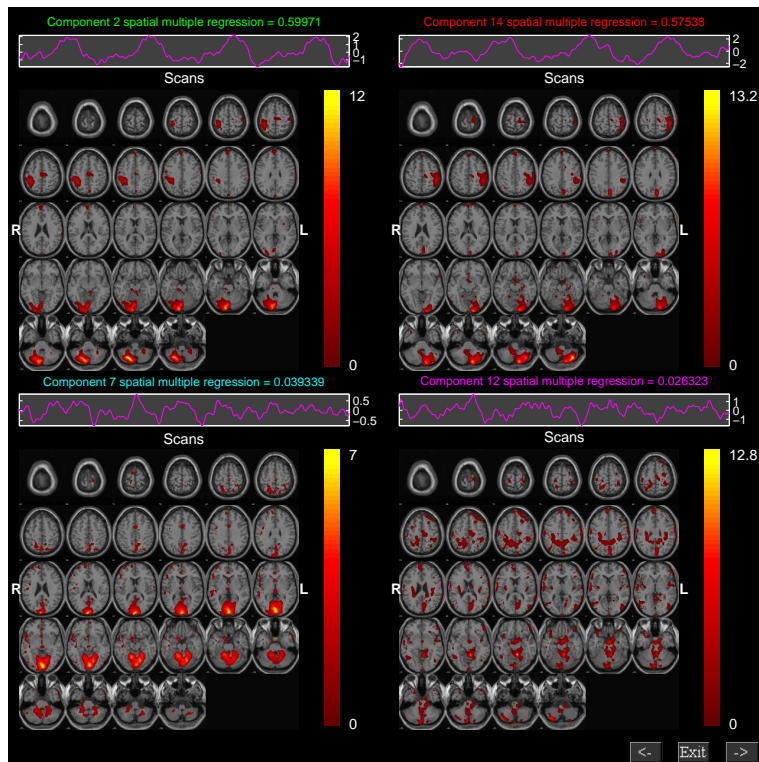 Component 2 spatial multiple regression = 0.59971
2
1
0
−1
Scans
12
R
L
0
Component 14 spatial multiple regression = 0.57538
2
0
−2
Scans
13.2
R
L
0
Component 7 spatial multiple regression = 0.039339
0.5
0
−0.5
Scans
7
R
0
Component 12 spatial multiple regression = 0.026323
1
0
−1
Scans
12.8
R
L
0
<- Exit ->